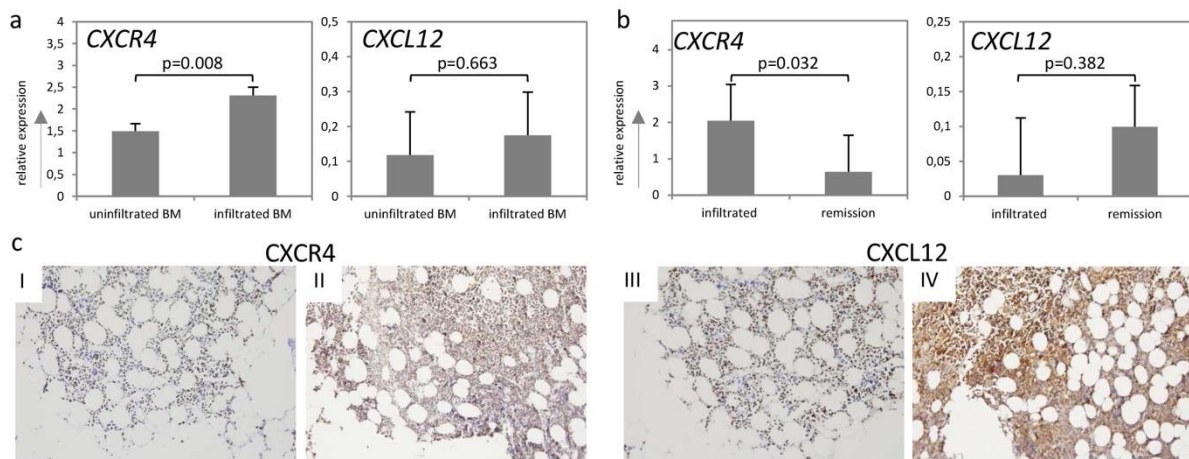 a
CXCR4
relative expression
4
3,5
3
2,5
2
1,5
1
0,5
0
p=0.008
uninfiltrated BM
infiltrated BM
CXCL12
0,5
0,4
0,3
0,2
0,1
0
p=0.663
uninfiltrated BM
infiltrated BM
b
CXCR4
relative expression
4
3
2
1
0
p=0.032
infiltrated
remission
CXCL12
0,25
0,2
0,15
0,1
0,05
0
p=0.382
infiltrated
remission
c
CXCR4
I
II
CXCL12
III
IV